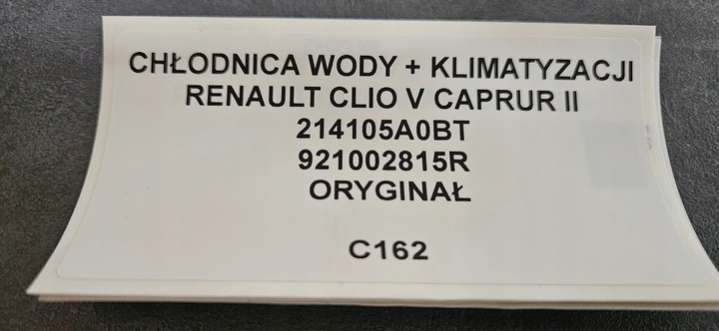 CHŁODNICA WODY + KLIMATYZACJI
RENAULT CLIO V CAPRUR II
214105A0BT
921002815R
ORYGINAŁ
C162